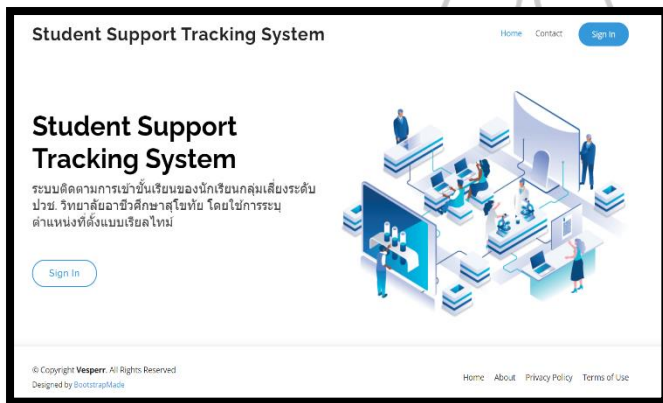 Student Support Tracking System
Home Contact Sign In
Student Support
Tracking System
ระบบติดตามการเข้าชั้นเรียนของนักเรียนกลุ่มเสี่ยงระดับ
ปวช. วิทยาลัยอาชีวศึกษาสุโขทัย โดยใช้การระบุ
ตำแหน่งที่ตั้งแบบเรียลไทม์
Sign In
© Copyright Vesperr. All Rights Reserved
Designed by BootstrapMade
Home About Privacy Policy Terms of Use